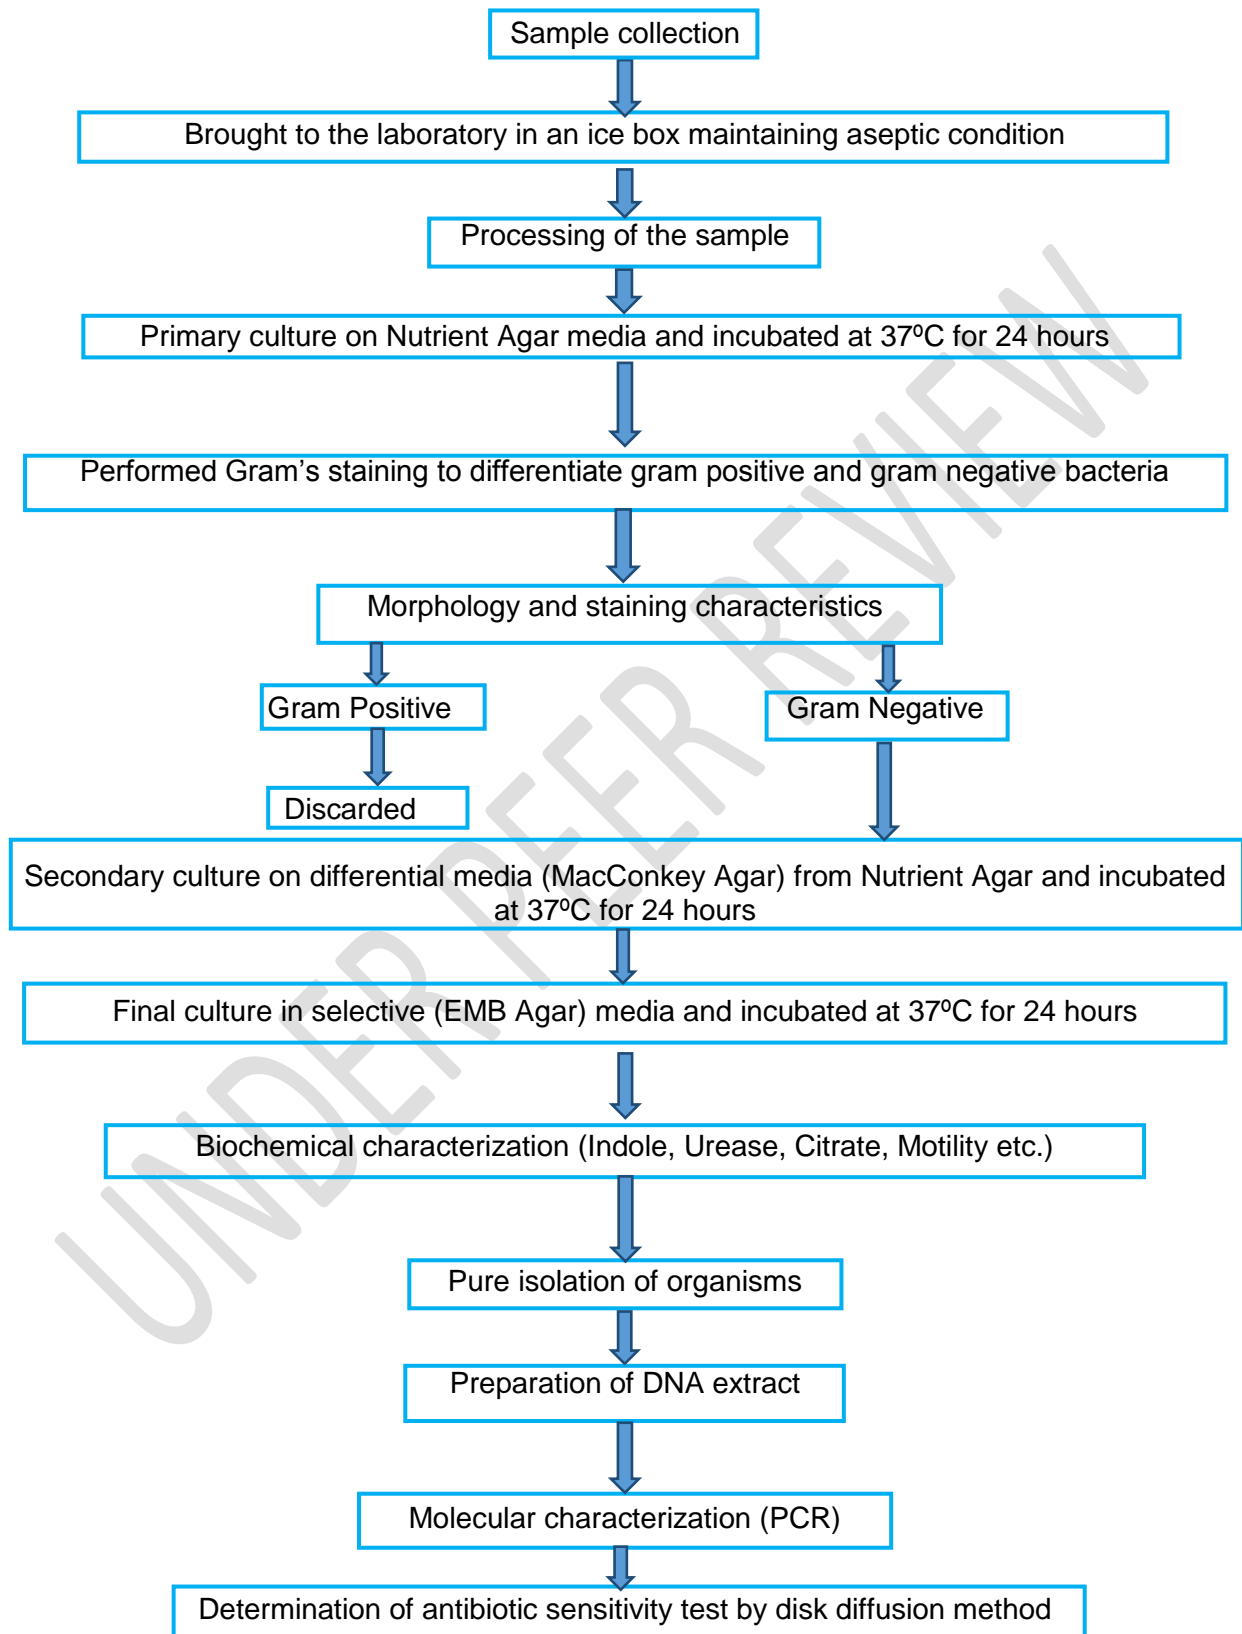 Sample collection
Brought to the laboratory in an ice box maintaining aseptic condition
Processing of the sample
Primary culture on Nutrient Agar media and incubated at 37⁰C for 24 hours
Performed Gram’s staining to differentiate gram positive and gram negative bacteria
Morphology and staining characteristics
Gram Positive
Gram Negative
Discarded
Secondary culture on differential media (MacConkey Agar) from Nutrient Agar and incubated
at 37⁰C for 24 hours
Final culture in selective (EMB Agar) media and incubated at 37⁰C for 24 hours
Biochemical characterization (Indole, Urease, Citrate, Motility etc.)
Pure isolation of organisms
Preparation of DNA extract
Molecular characterization (PCR)
Determination of antibiotic sensitivity test by disk diffusion method
UNDER PEER REVIEW